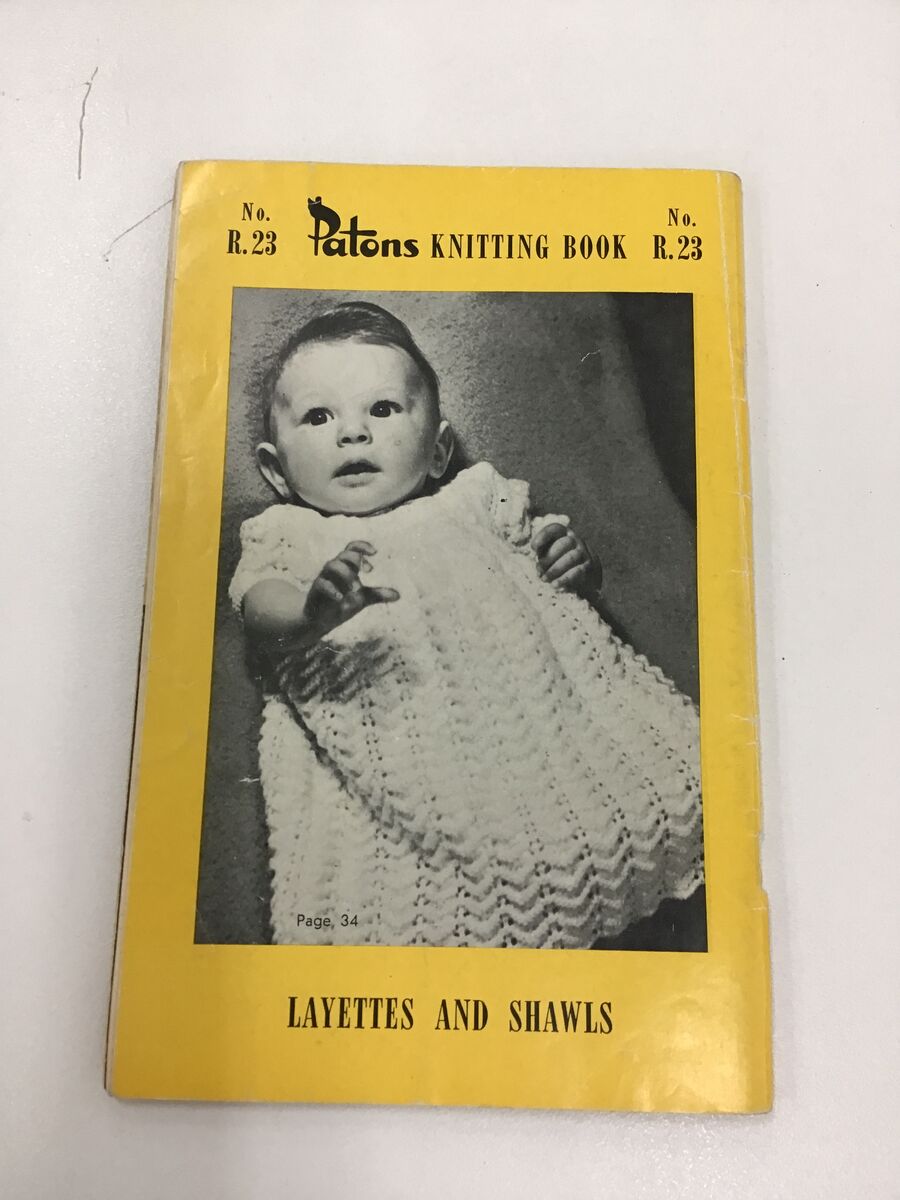 No. No.
R.23 Patons KNITTING BOOK R.23
Page 34
LAYETTES AND SHAWLS